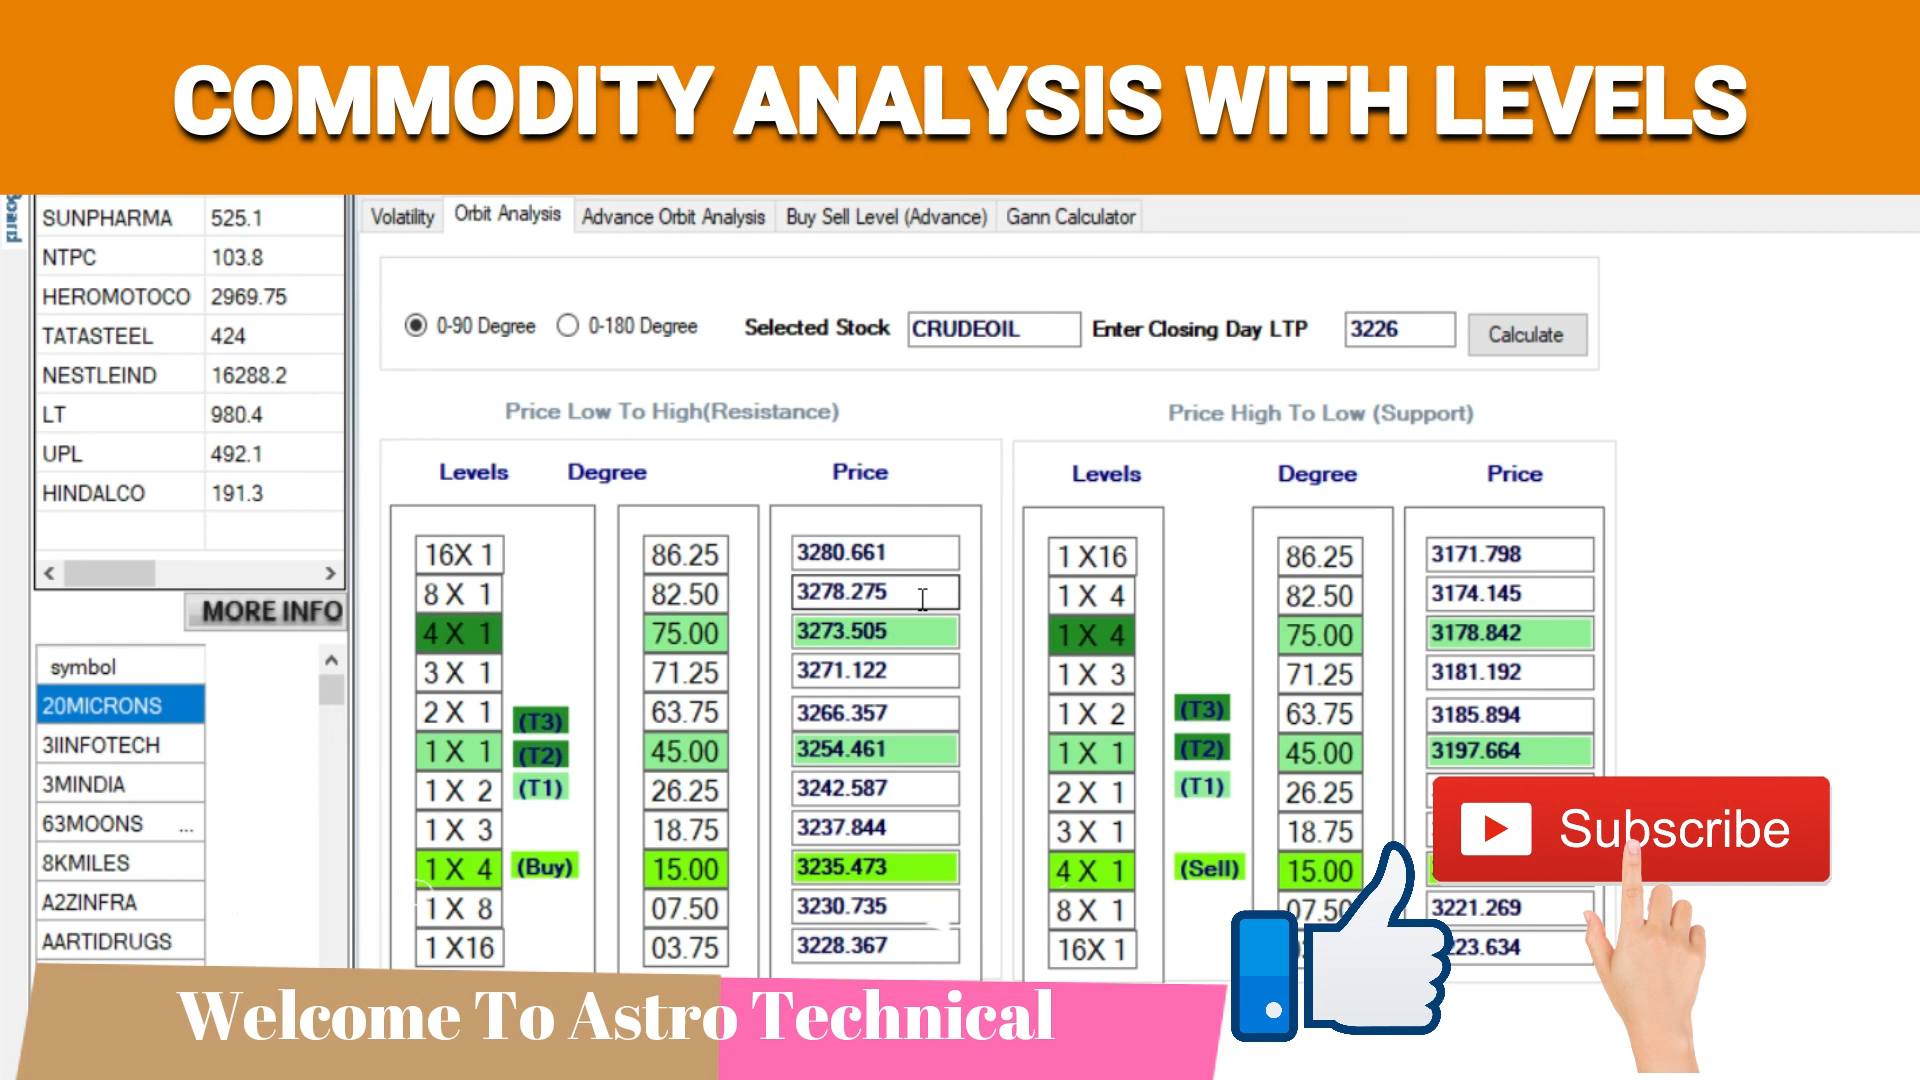 COMMODITY ANALYSIS WITH LEVELS
SUNPHARMA 525.1
NTPC 103.8
HEROMOTOCO 2969.75
TATASTEEL 424
NESTLEIND 16288.2
LT 980.4
UPL 492.1
HINDALCO 191.3
MORE INFO
symbol
20MICRONS
3IINFOTECH
3MINDIA
63MOONS ...
8KMILES
A2ZINFRA
AARTIDRUGS
Volatility Orbit Analysis Advance Orbit Analysis Buy Sell Level (Advance) Gann Calculator
0-90 Degree 0-180 Degree Selected Stock CRUDEOIL Enter Closing Day LTP 3226 Calculate
Price Low To High(Resistance)
Levels Degree Price
16X 1 86.25 3280.661
8 X 1 82.50 3278.275
4 X 1 75.00 3273.505
3 X 1 71.25 3271.122
2 X 1 (T3) 63.75 3266.357
1 X 1 (T2) 45.00 3254.461
1 X 2 (T1) 26.25 3242.587
1 X 3 18.75 3237.844
1 X 4 (Buy) 15.00 3235.473
1 X 8 07.50 3230.735
1 X16 03.75 3228.367
Price High To Low (Support)
Levels Degree Price
1 X16 86.25 3171.798
1 X 4 82.50 3174.145
1 X 4 75.00 3178.842
1 X 3 71.25 3181.192
1 X 2 (T3) 63.75 3185.894
1 X 1 (T2) 45.00 3197.664
2 X 1 (T1) 26.25
3 X 1 18.75
4 X 1 (Sell) 15.00
8 X 1 07.50 3221.269
16X 1 223.634
Subscribe
Welcome To Astro Technical